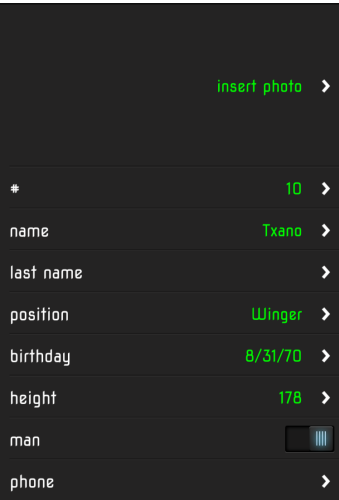 insert photo
# 10
name Txano
last name
position Winger
birthday 8/31/70
height 178
man
phone